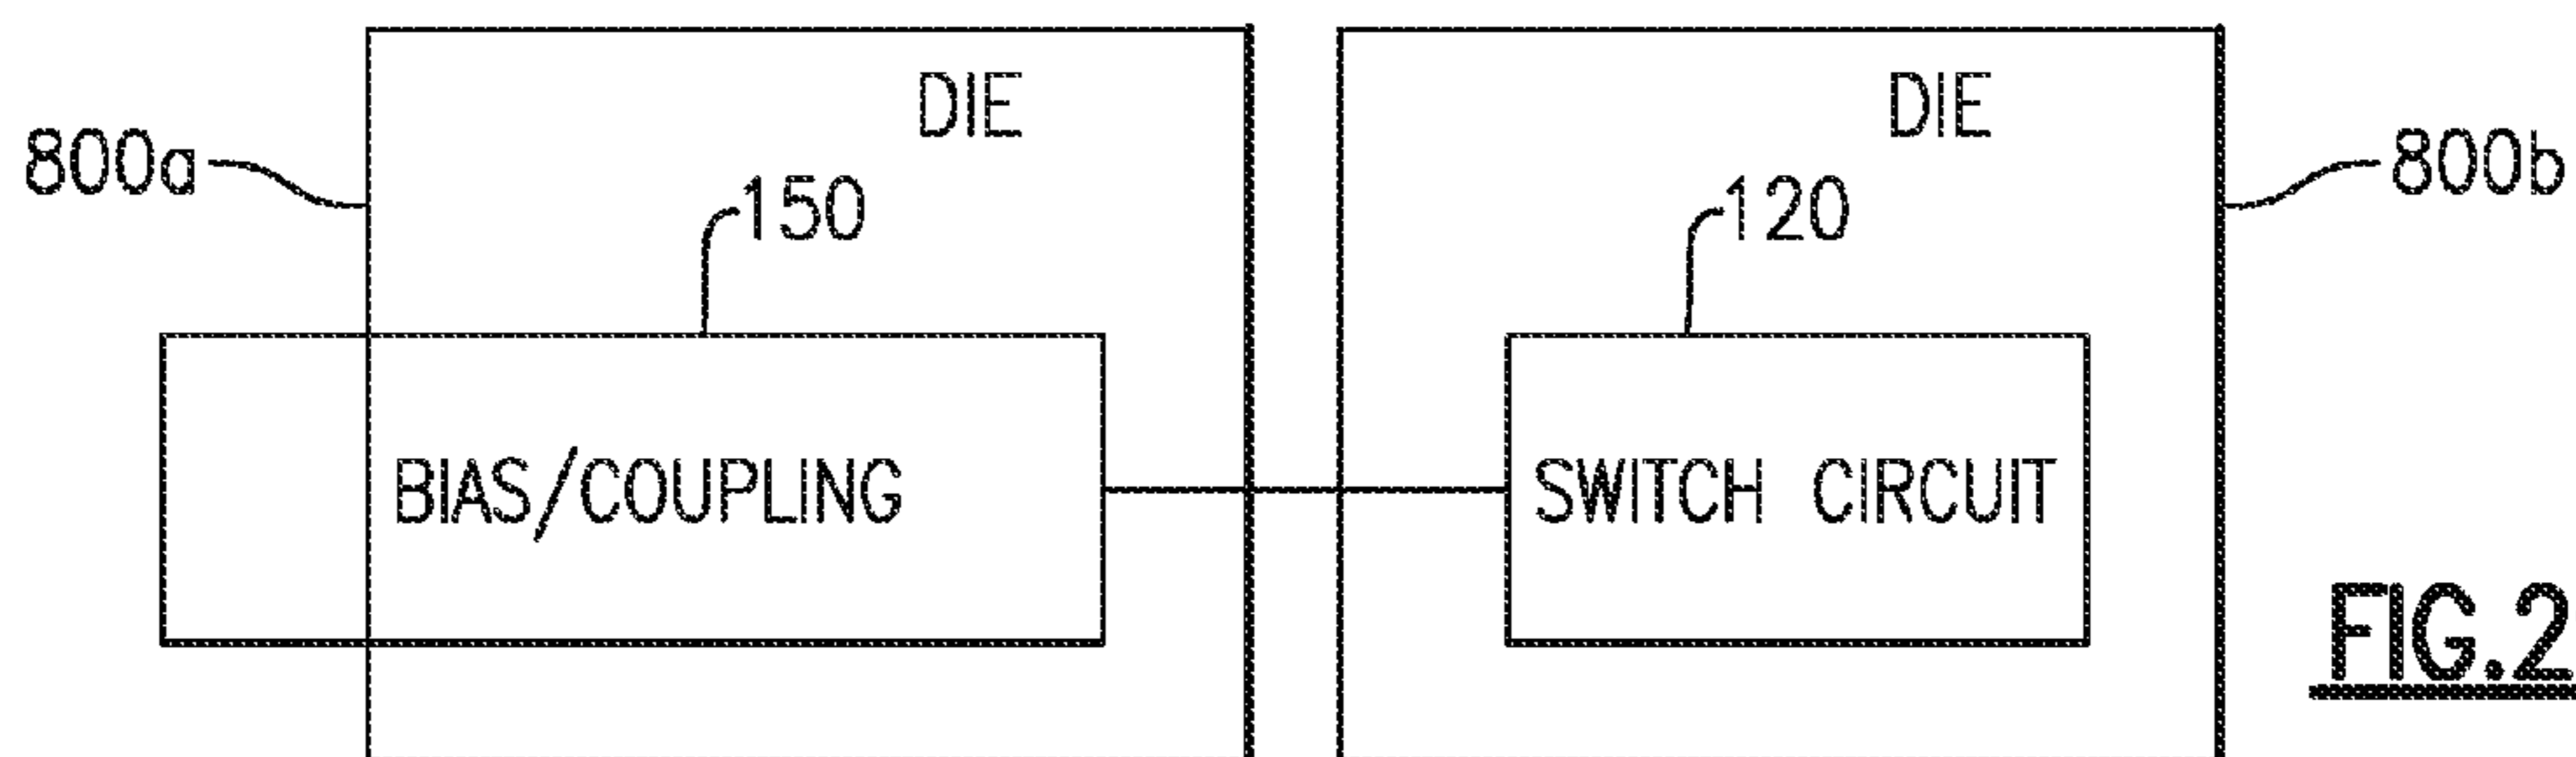 DIE DIE
800a 800b
150 120
BIAS/COUPLING SWITCH CIRCUIT
FIG.2